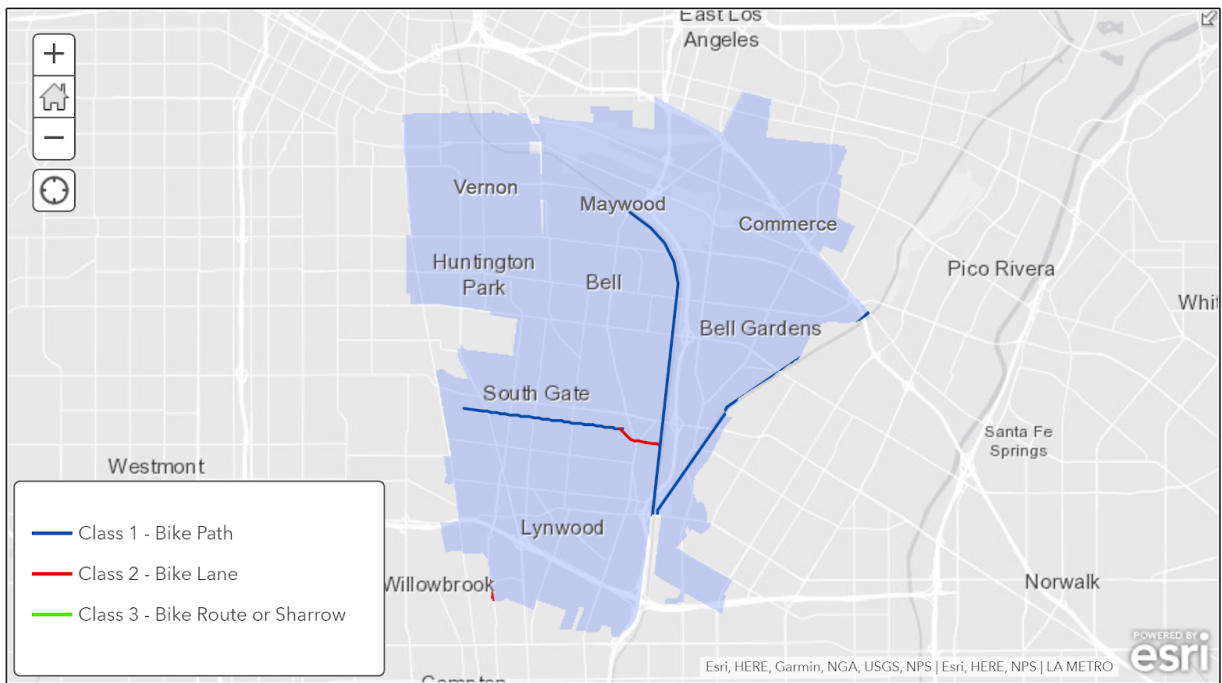 East Los
Angeles
+
−
Vernon
Maywood
Commerce
Huntington
Park
Bell
Pico Rivera
Whit
Bell Gardens
South Gate
Santa Fe
Springs
Westmont
Lynwood
Willowbrook
Norwalk
Class 1 - Bike Path
Class 2 - Bike Lane
Class 3 - Bike Route or Sharrow
Compton
Esri, HERE, Garmin, NGA, USGS, NPS | Esri, HERE, NPS | LA METRO
POWERED BY
esri